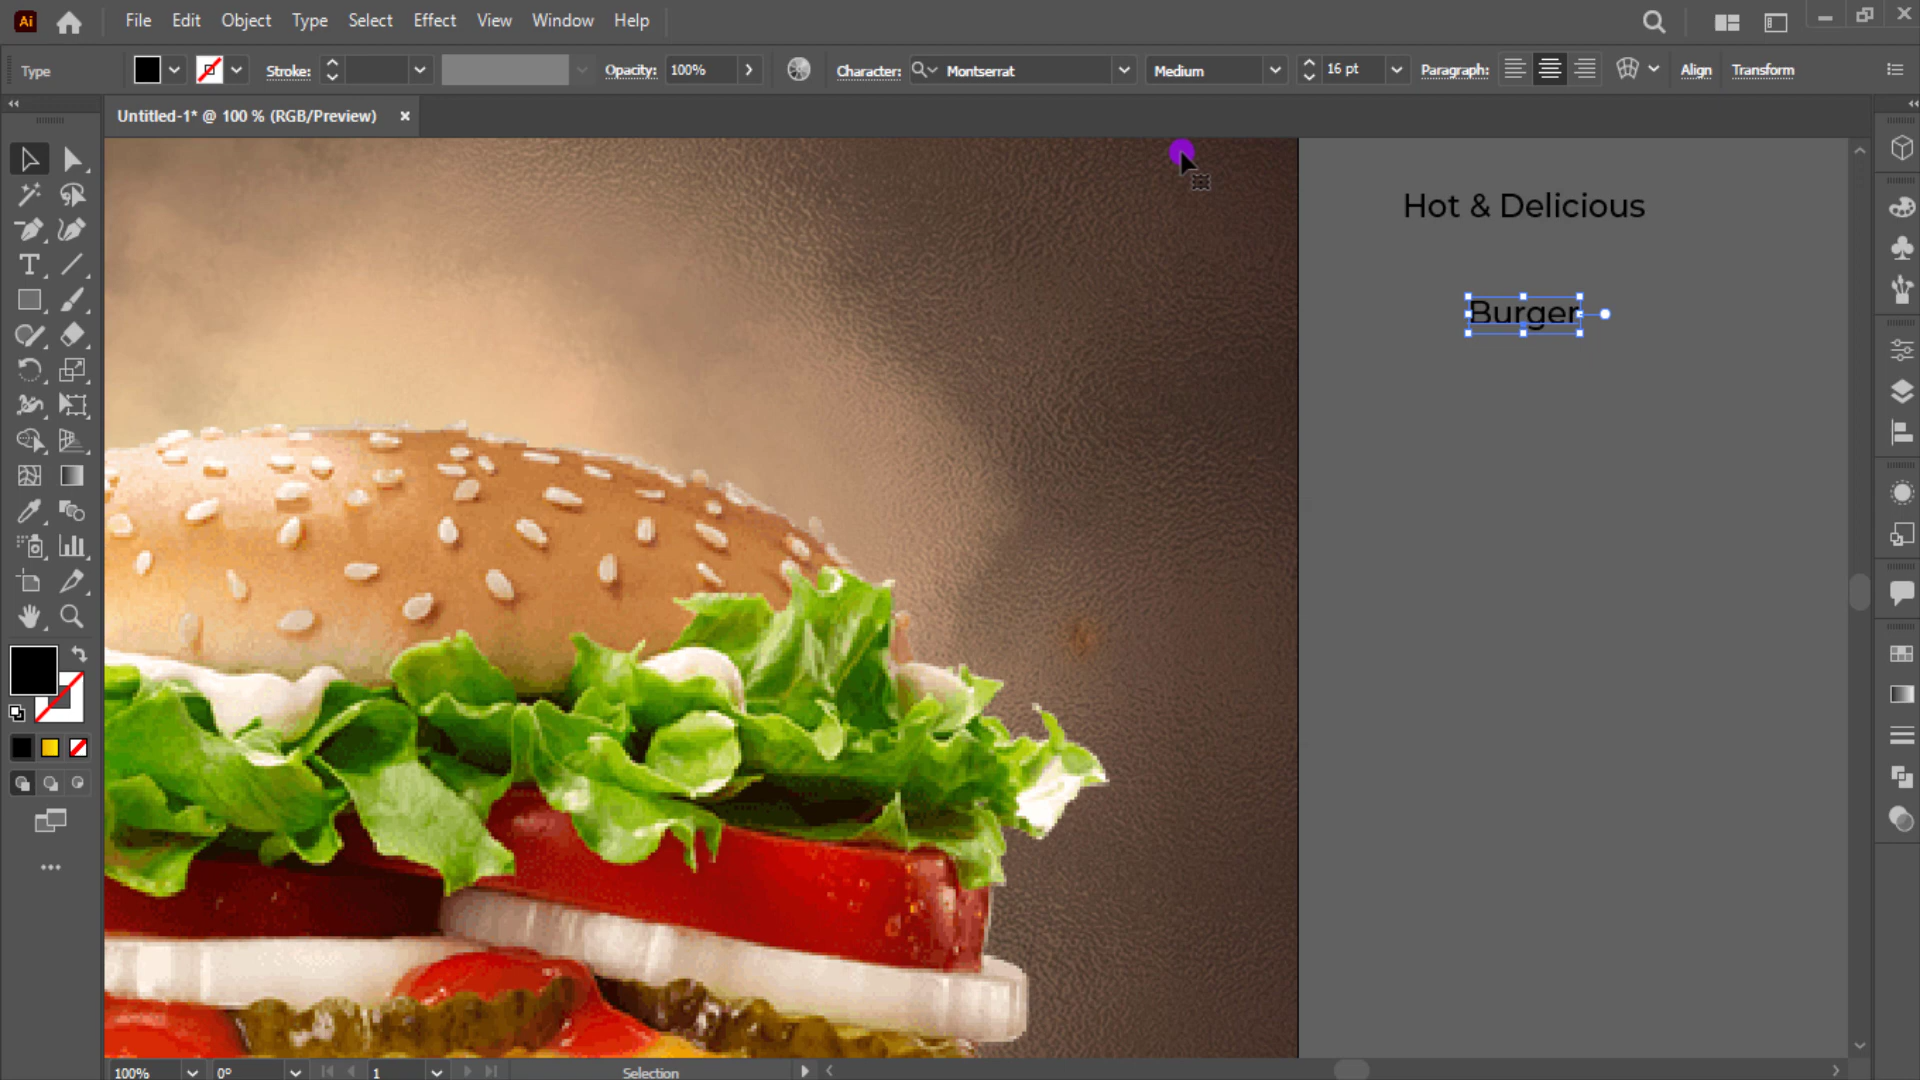 Ai File Edit Object Type Select Effect View Window Help
Type Stroke: Opacity: 100% Character: Montserrat Medium 16 pt Paragraph: Align Transform
Untitled-1* @ 100 % (RGB/Preview) ×
Hot & Delicious
Burger
100% 0° 1 Selection